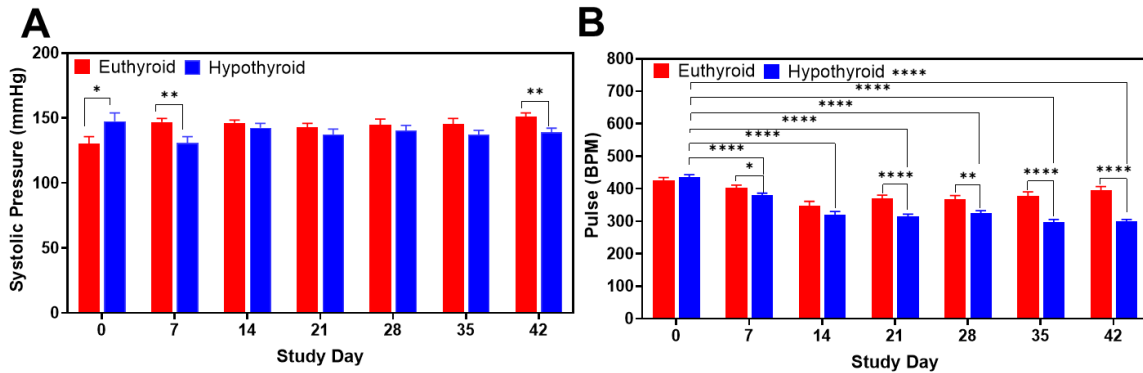 A
Systolic Pressure (mmHg)
200
150
100
50
0
Euthyroid Hypothyroid
*
**
**
0 7 14 21 28 35 42
Study Day
B
Pulse (BPM)
800
700
600
500
400
300
200
100
0
Euthyroid Hypothyroid
****
****
****
****
****
****
*
****
**
****
****
0 7 14 21 28 35 42
Study Day